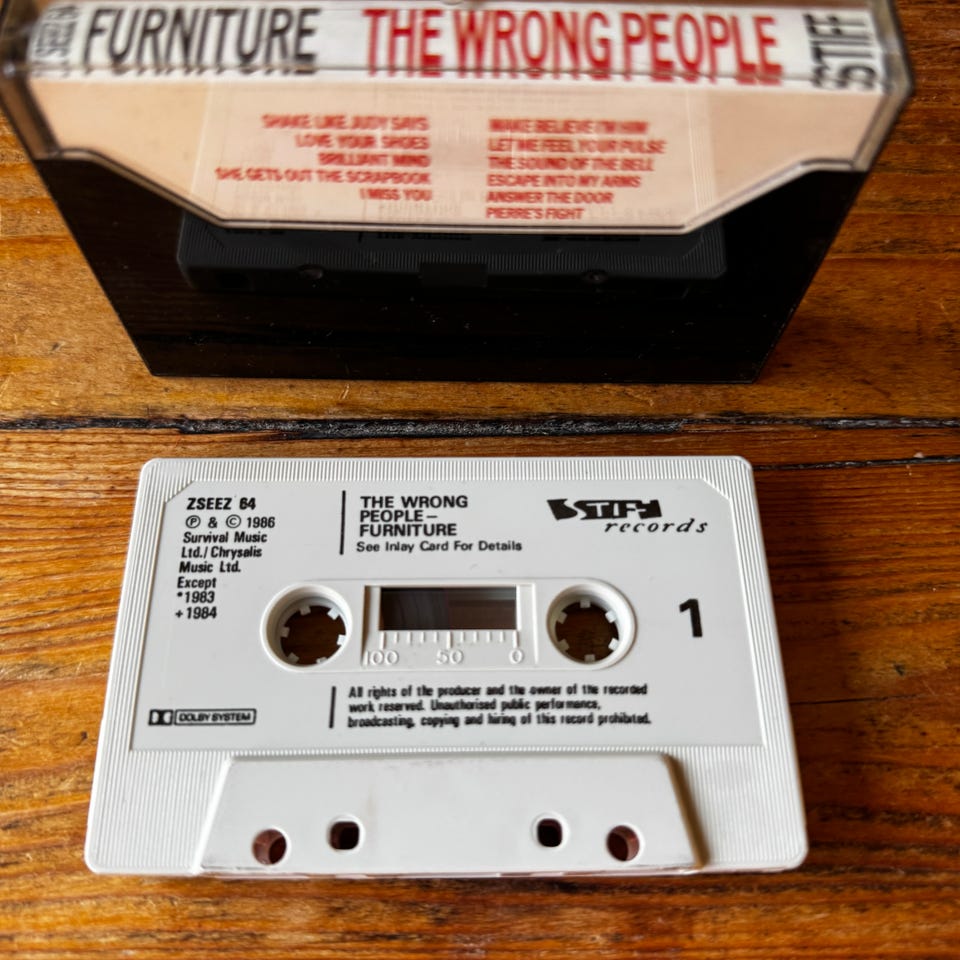 ZSEEZ 64 FURNITURE THE WRONG PEOPLE STIFF
SHAKE LIKE JUDY SAYS
LOVE YOUR SHOES
BRILLIANT MIND
SHE GETS OUT THE SCRAPBOOK
I MISS YOU
MAKE BELIEVE I'M HIM
LET ME FEEL YOUR PULSE
THE SOUND OF THE BELL
ESCAPE INTO MY ARMS
ANSWER THE DOOR
PIERRE'S FIGHT
ZSEEZ 64
Ⓟ & © 1986
Survival Music
Ltd./Chrysalis
Music Ltd.
Except
*1983
+1984
THE WRONG
PEOPLE–
FURNITURE
See Inlay Card For Details
STIFF
records
1
100 50 0
DOLBY SYSTEM
All rights of the producer and the owner of the recorded
work reserved. Unauthorised public performance,
broadcasting, copying and hiring of this record prohibited.